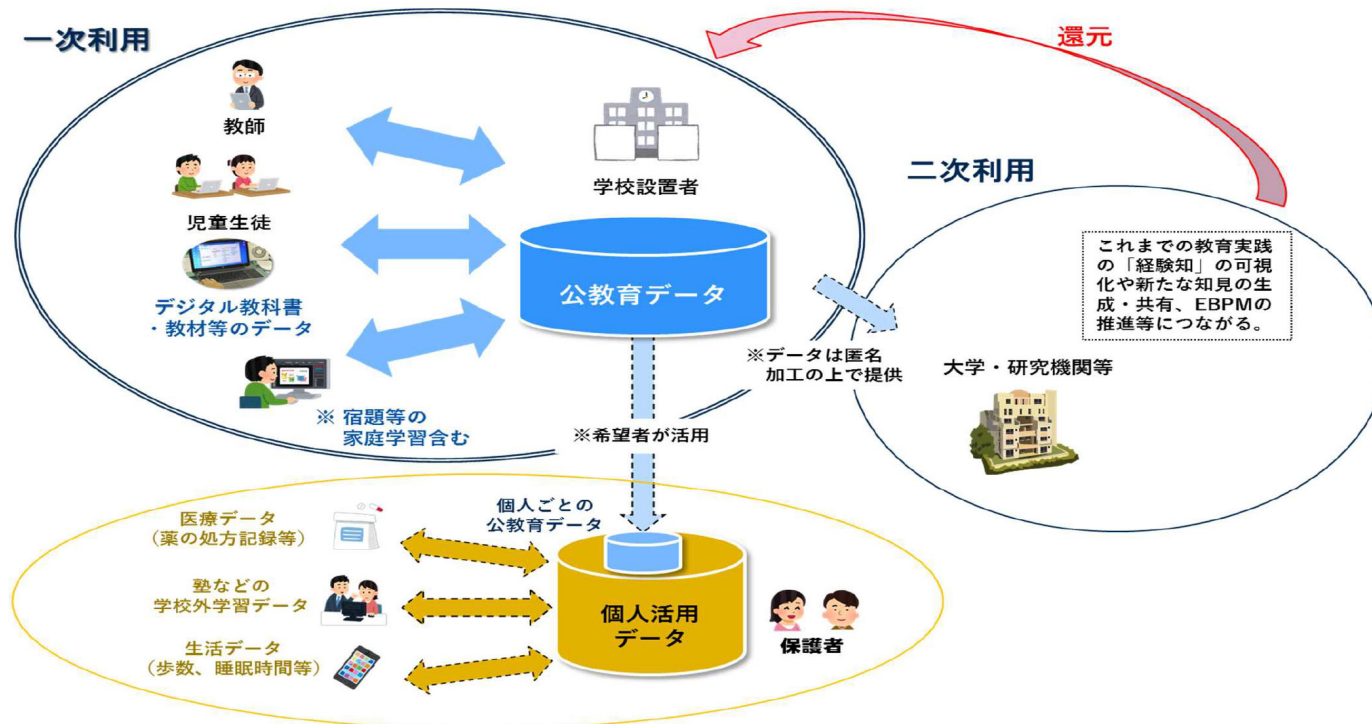 一次利用
還元
教師
学校設置者
児童生徒
二次利用
公教育データ
デジタル教科書
・教材等のデータ
これまでの教育実践
の「経験知」の可視
化や新たな知見の生
成・共有、EBPMの
推進等につながる。
※データは匿名
加工の上で提供
大学・研究機関等
※ 宿題等の
家庭学習含む
※希望者が活用
個人ごとの
公教育データ
医療データ
（薬の処方記録等）
塾などの
学校外学習データ
個人活用
データ
保護者
生活データ
（歩数、睡眠時間等）